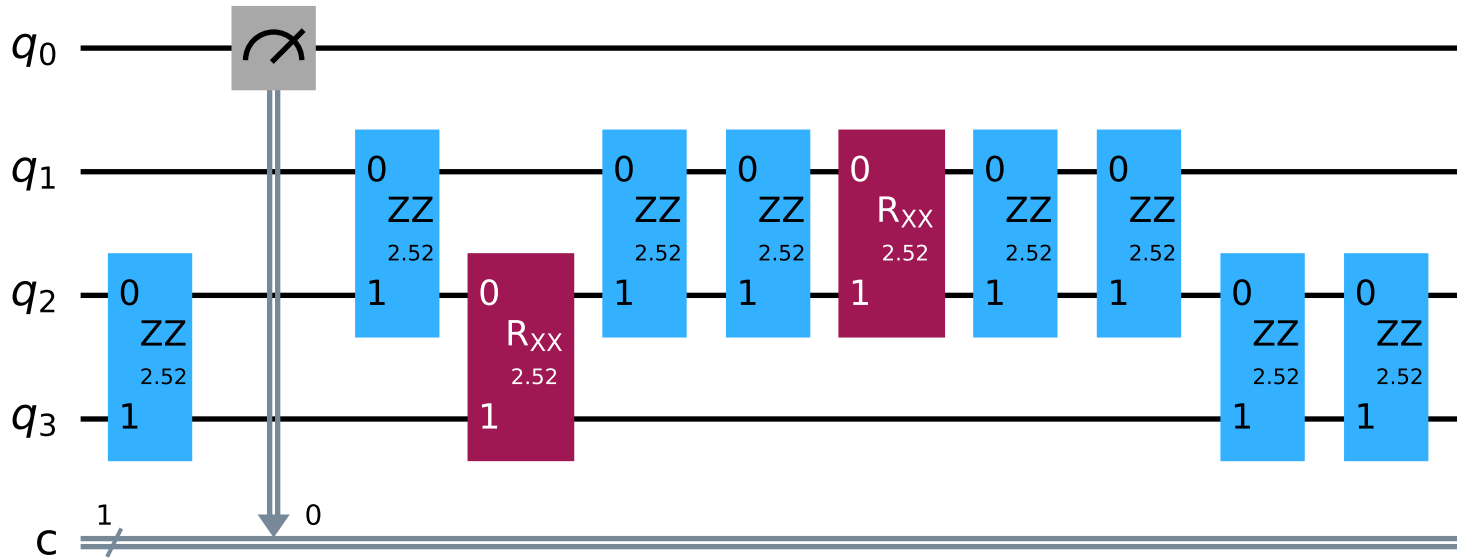 q0
q1
0 0 0 0 0 0
ZZ ZZ ZZ RXX ZZ ZZ
2.52 2.52 2.52 2.52 2.52 2.52
q2
0 1 0 1 1 1 1 1 0 0
ZZ RXX ZZ ZZ
2.52 2.52 2.52 2.52
q3
1 1 1 1
1 0
c